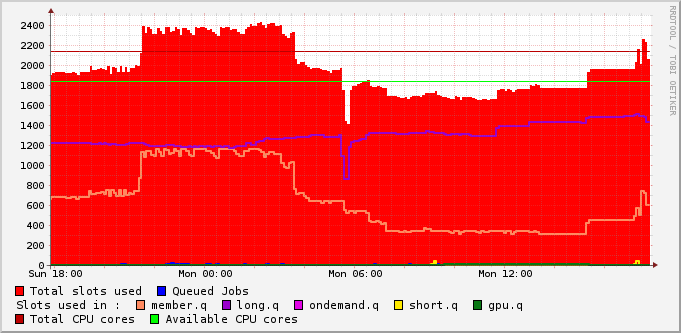 RRDTOOL / TOBI OETIKER
2400
2200
2000
1800
1600
1400
1200
1000
800
600
400
200
0
Sun 18:00 Mon 00:00 Mon 06:00 Mon 12:00
Total slots used Queued Jobs
Slots used in : member.q long.q ondemand.q short.q gpu.q
Total CPU cores Available CPU cores